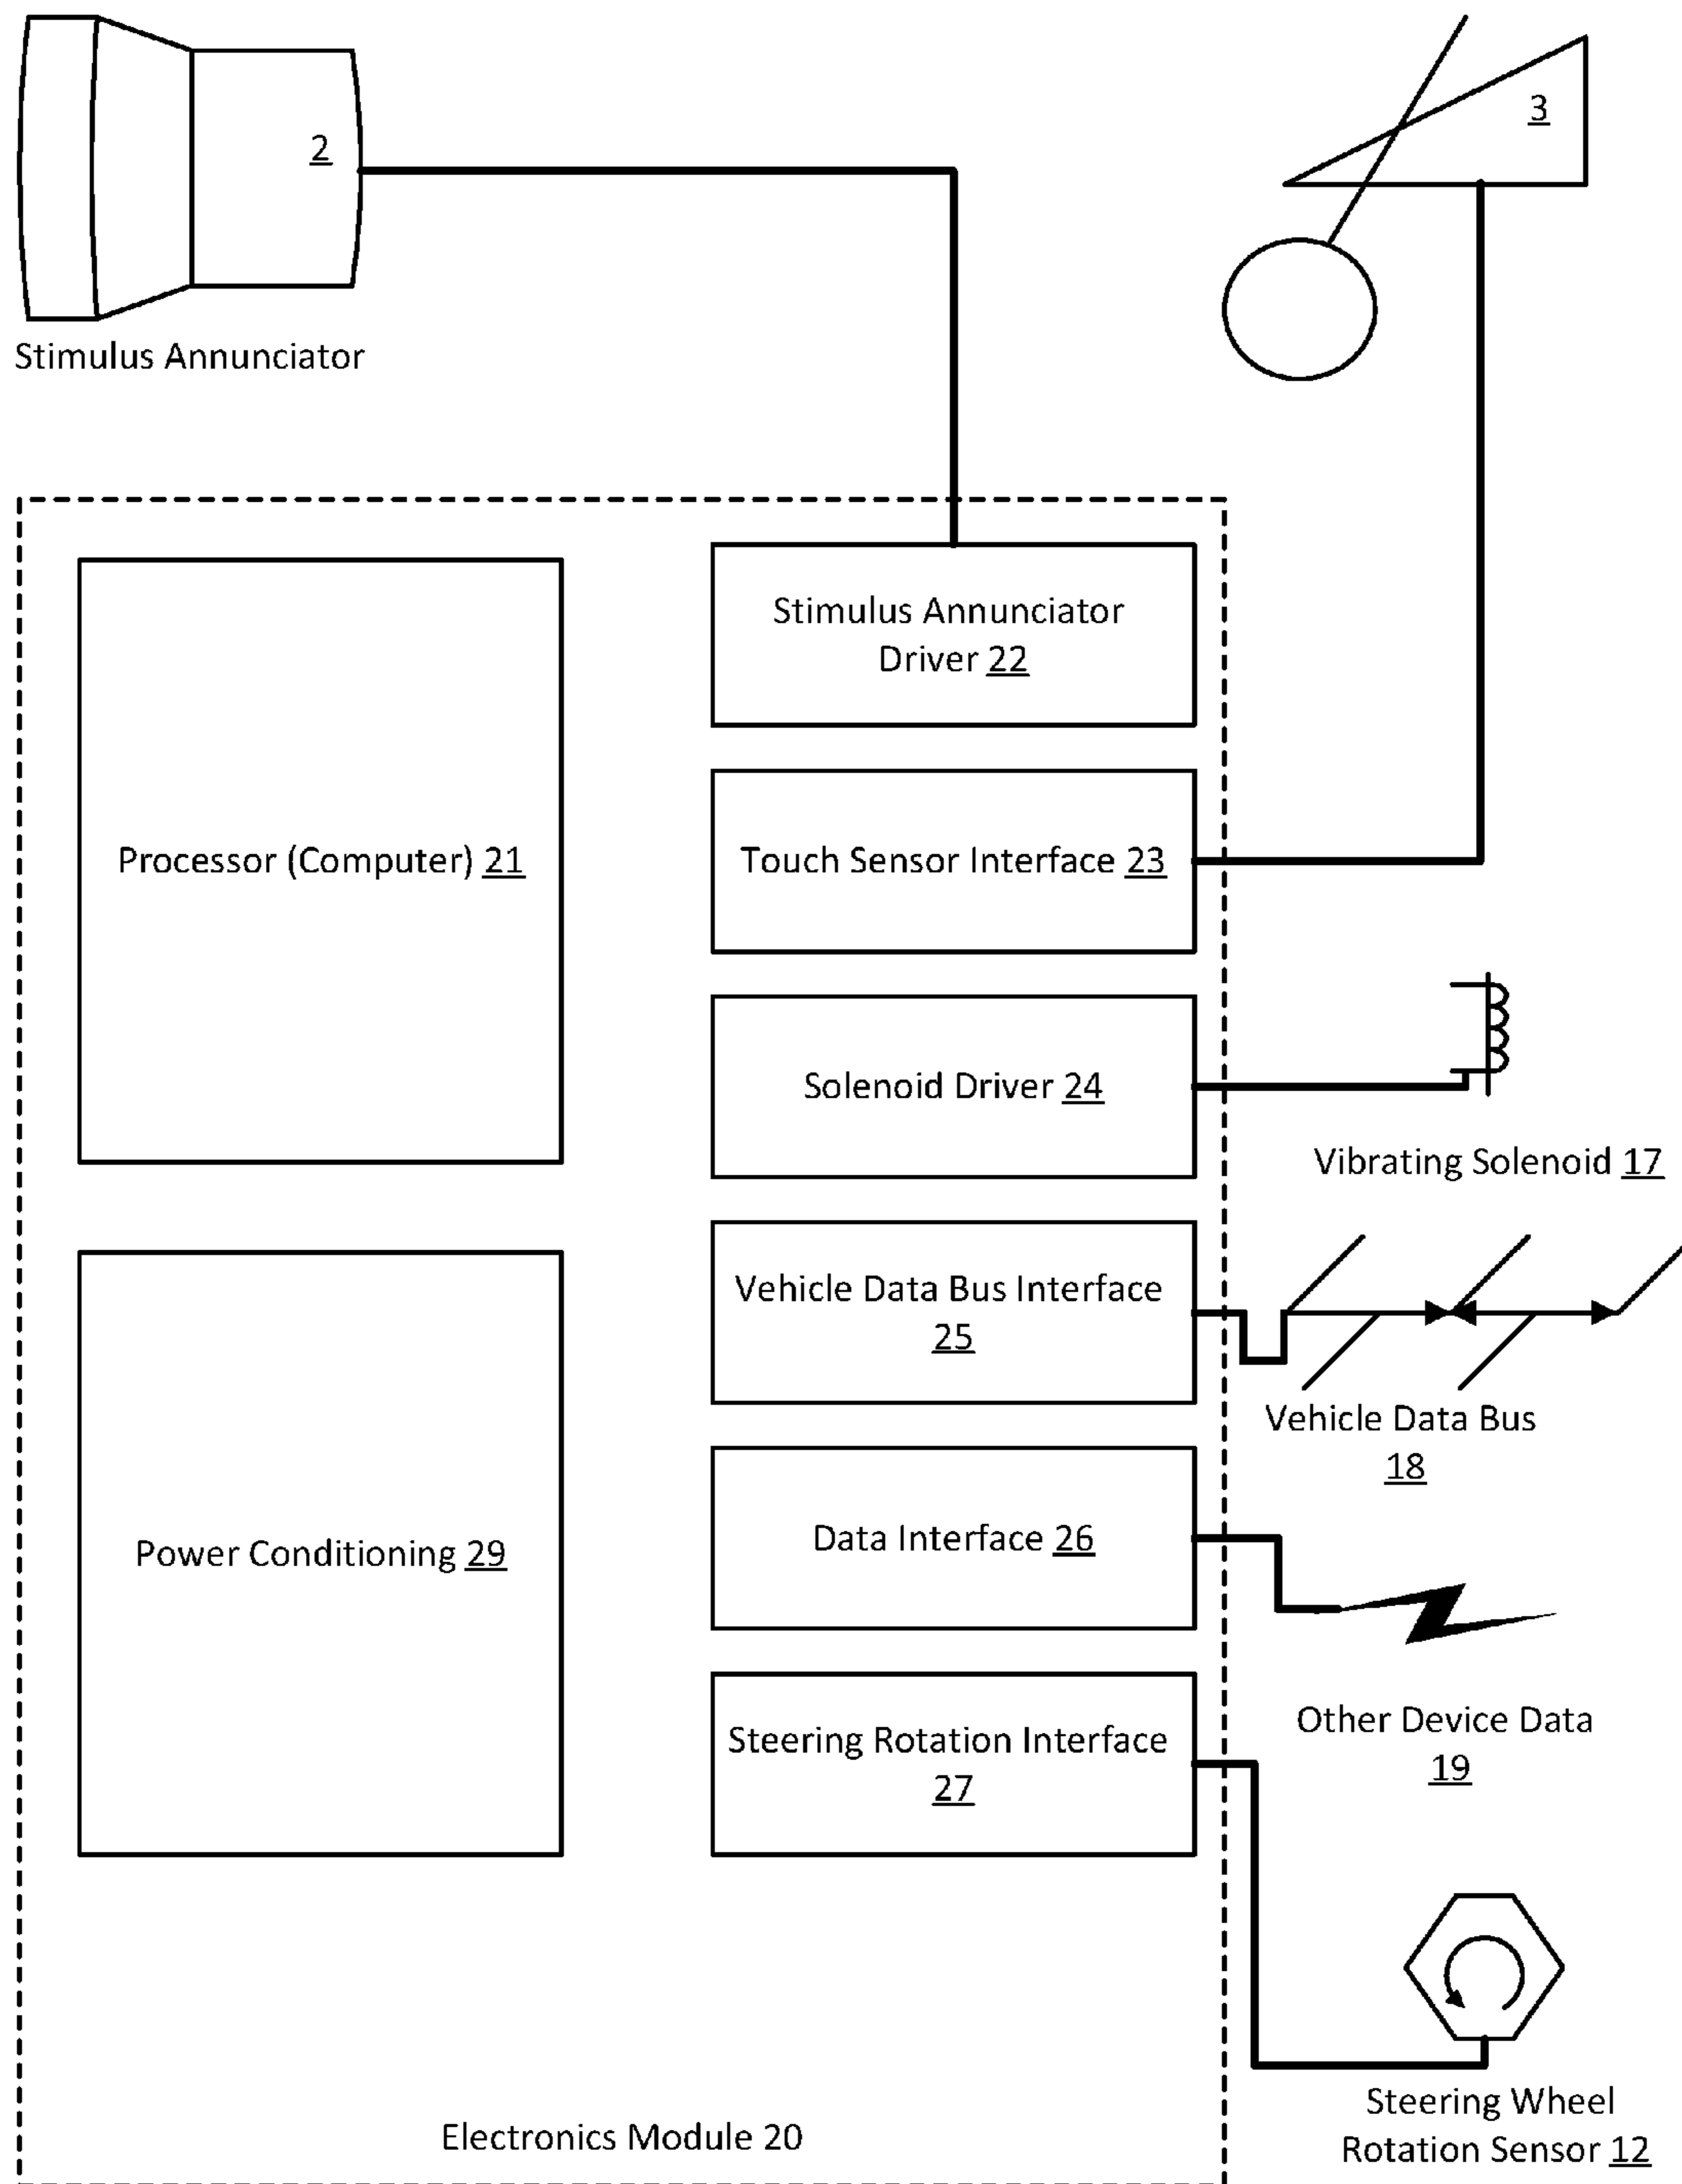 2
3
Stimulus Annunciator
Stimulus Annunciator
Driver 22
Processor (Computer) 21
Touch Sensor Interface 23
Solenoid Driver 24
Vibrating Solenoid 17
Vehicle Data Bus Interface
25
Vehicle Data Bus
18
Power Conditioning 29
Data Interface 26
Other Device Data
19
Steering Rotation Interface
27
Steering Wheel
Rotation Sensor 12
Electronics Module 20